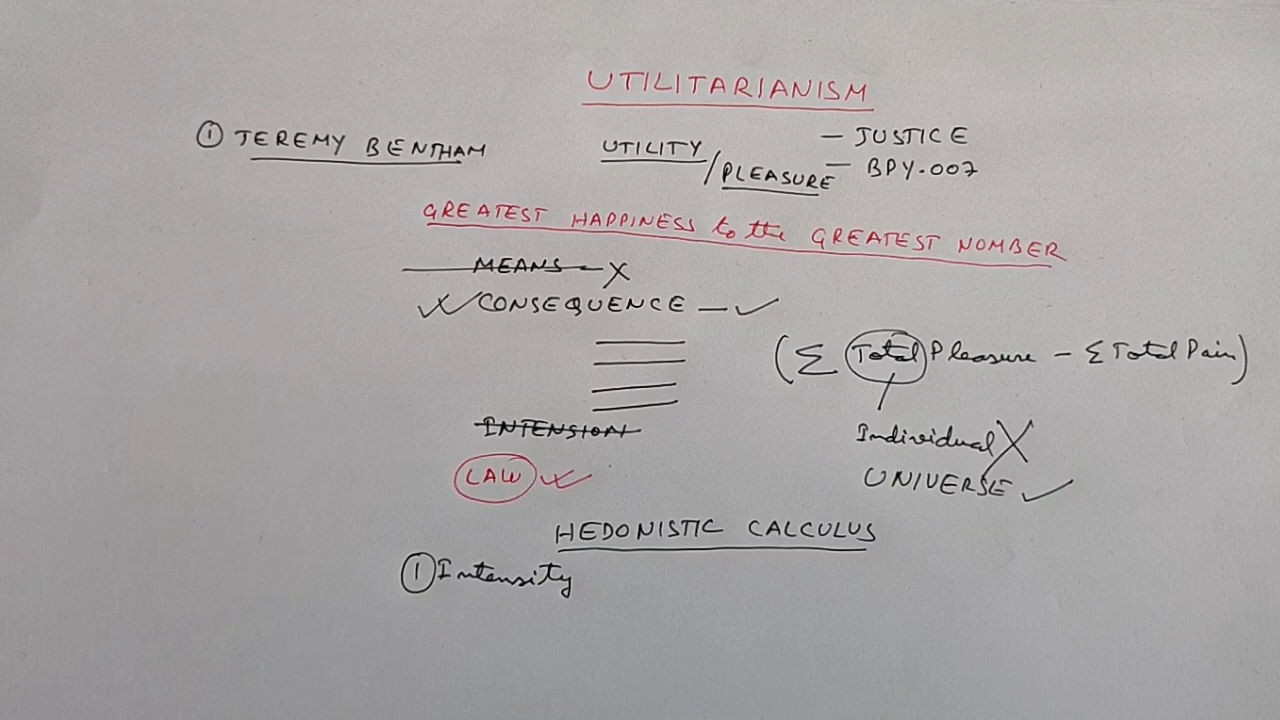 UTILITARIANISM
① JEREMY BENTHAM
UTILITY / PLEASURE
— JUSTICE
— BPY-007
GREATEST HAPPINESS to the GREATEST NOMBER
MEANS — X
CONSEQUENCE — ✓
(Σ Total Pleasure - Σ Total Pain)
INTENSION
Individual X
LAW
UNIVERSE ✓
HEDONISTIC CALCULUS
① Intensity